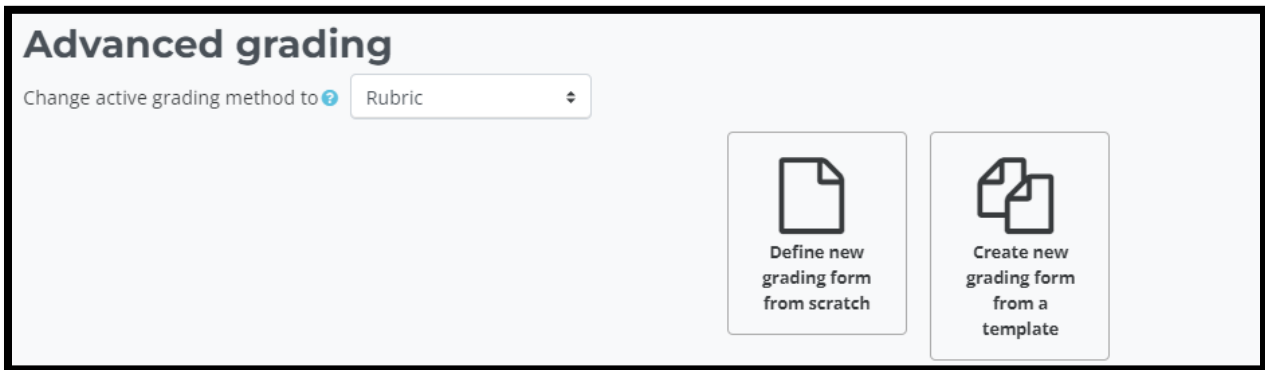 Advanced grading
Change active grading method to
Rubric
Define new
grading form
from scratch
Create new
grading form
from a
template